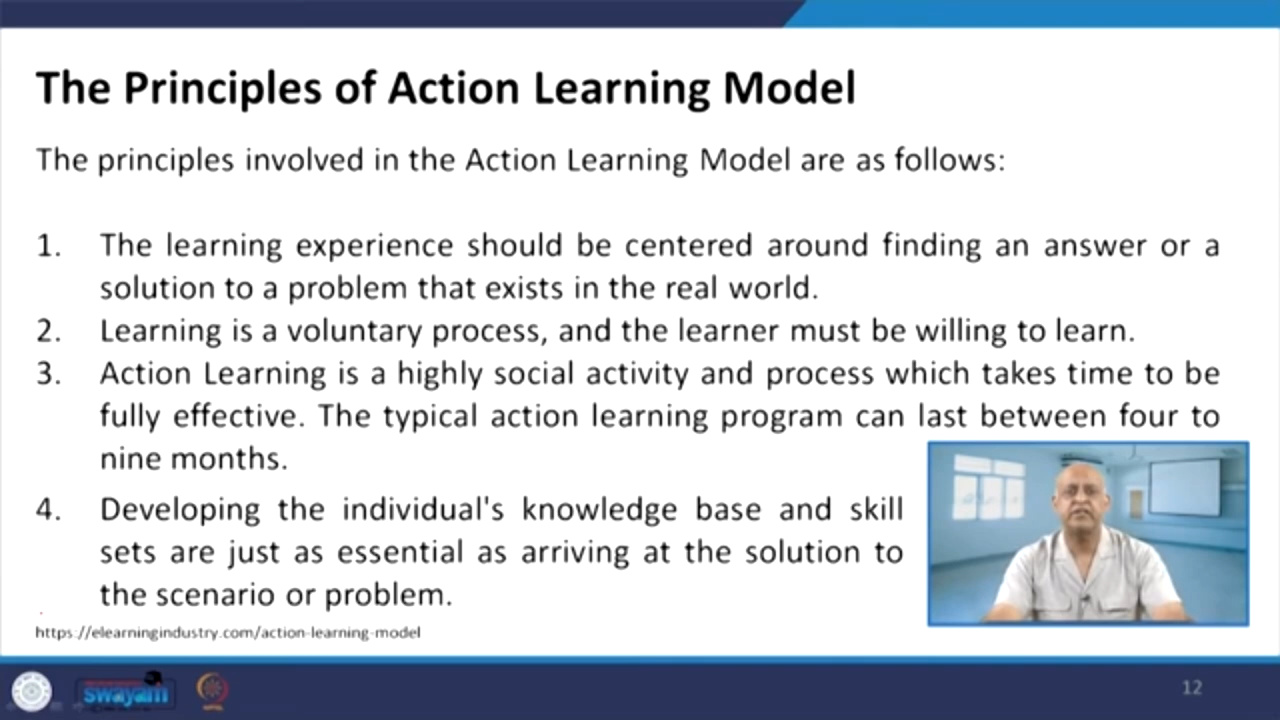 The Principles of Action Learning Model
The principles involved in the Action Learning Model are as follows:
1. The learning experience should be centered around finding an answer or a
solution to a problem that exists in the real world.
2. Learning is a voluntary process, and the learner must be willing to learn.
3. Action Learning is a highly social activity and process which takes time to be
fully effective. The typical action learning program can last between four to
nine months.
4. Developing the individual's knowledge base and skill
sets are just as essential as arriving at the solution to
the scenario or problem.
https://elearningindustry.com/action-learning-model
swayam
12